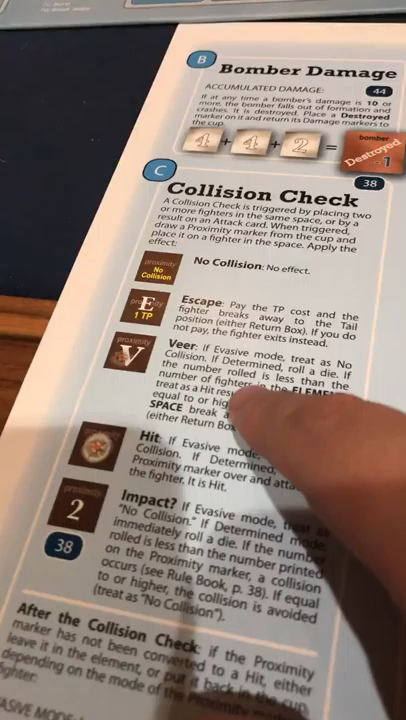 B
Bomber Damage
44
ACCUMULATED DAMAGE:
If at any time a bomber's damage is 10 or
more, the bomber falls out of formation and
crashes. It is destroyed. Place a Destroyed
marker on it and return its Damage markers to
the cup.
4 + 4 + 2 =
bomber
Destroyed
-1
C
38
Collision Check
A Collision Check is triggered by placing two
or more fighters in the same space, or by a
result on an Attack card. When triggered,
draw a Proximity marker from the cup and
place it on a fighter in the space. Apply the
effect:
proximity
No
Collision
No Collision: No effect.
proximity
E
1 TP
Escape: Pay the TP cost and the
fighter breaks away to the Tail
position (either Return Box). If you do
not pay, the fighter exits instead.
proximity
V
Veer: If Evasive mode, treat as No
Collision. If Determined, roll a die. If
the number rolled is less than the
number of fighters in the ELEM
treat as a Hit
equal to or
SPACE break
(either Return
Hit: If Evasive mode,
Collision. If Determined,
Proximity marker over and
the fighter. It is Hit.
proximity
2
38
Impact? If Evasive mode, treat as
"No Collision." If Determined mode,
immediately roll a die. If the number
rolled is less than the number printed
on the Proximity marker, a collision
occurs (see Rule Book, p. 38). If equal
to or higher, the collision is avoided
(treat as "No Collision").
After the Collision Check: if the Proximity
marker has not been converted to a Hit, either
leave it in the element, or put it back in the cup
depending on the mode of the Proximity
fighter: